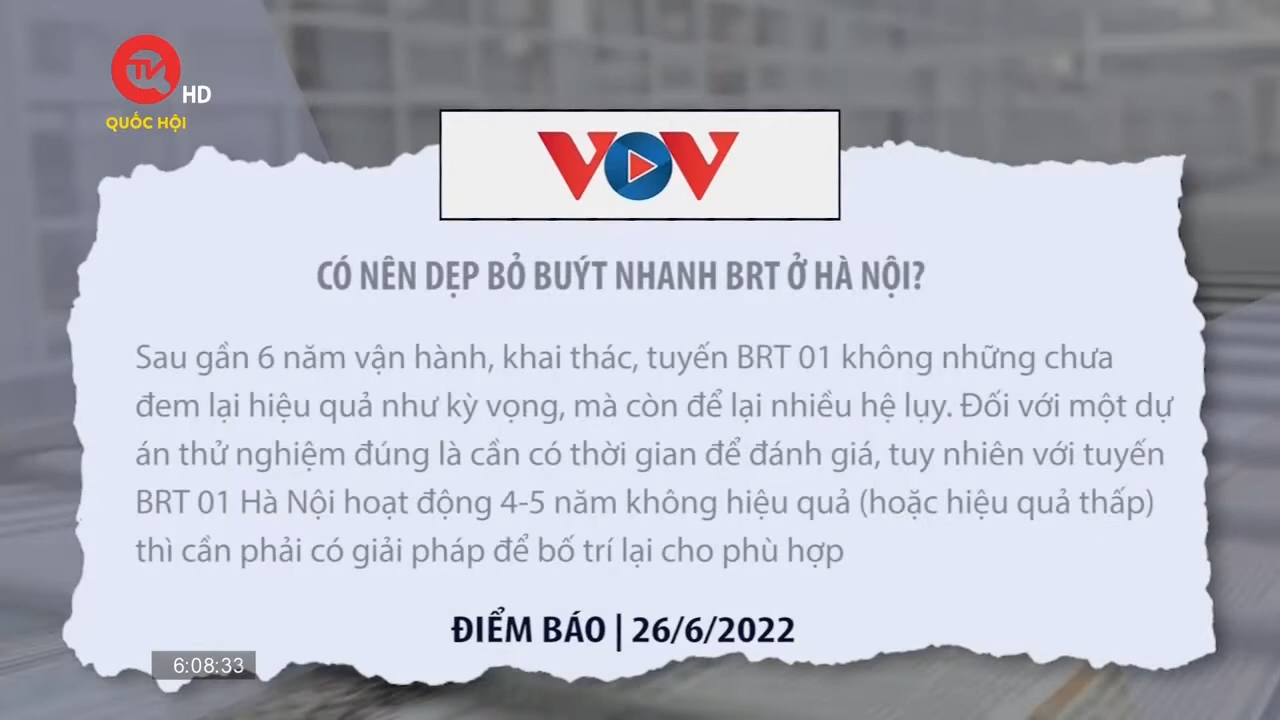 TV
HD
QUỐC HỘI
VOV
CÓ NÊN DẸP BỎ BUÝT NHANH BRT Ở HÀ NỘI?
Sau gần 6 năm vận hành, khai thác, tuyến BRT 01 không những chưa
đem lại hiệu quả như kỳ vọng, mà còn để lại nhiều hệ lụy. Đối với một dự
án thử nghiệm đúng là cần có thời gian để đánh giá, tuy nhiên với tuyến
BRT 01 Hà Nội hoạt động 4-5 năm không hiệu quả (hoặc hiệu quả thấp)
thì cần phải có giải pháp để bố trí lại cho phù hợp
ĐIỂM BÁO | 26/6/2022
6:08:33